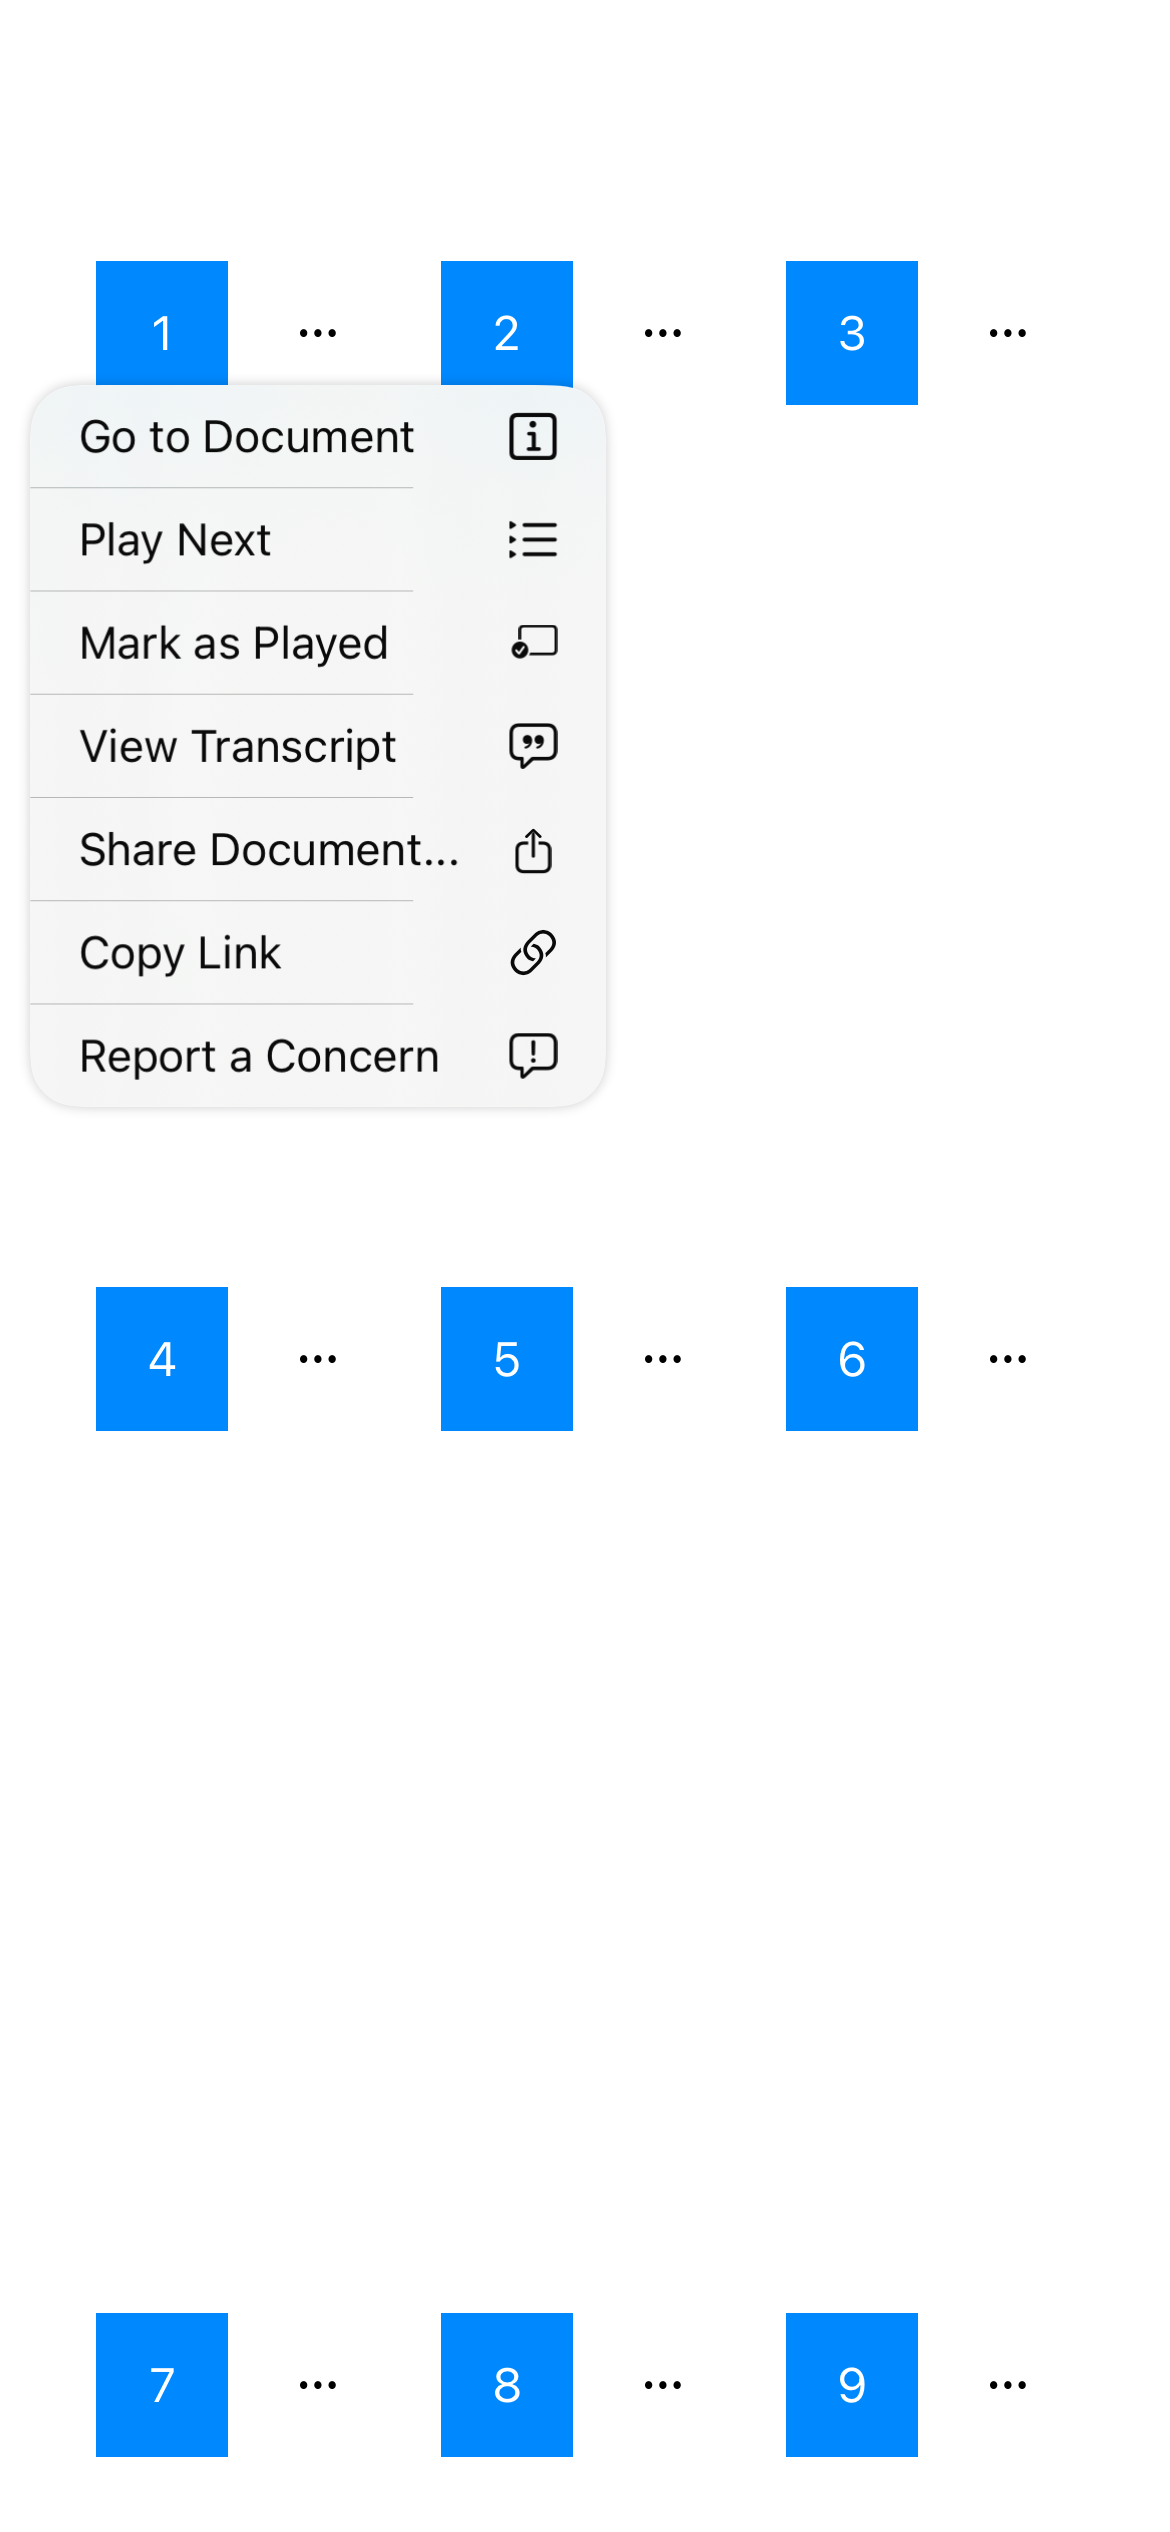 1 ... 2 ... 3 ...
Go to Document
Play Next
Mark as Played
View Transcript
Share Document...
Copy Link
Report a Concern
4 ... 5 ... 6 ...
7 ... 8 ... 9 ...